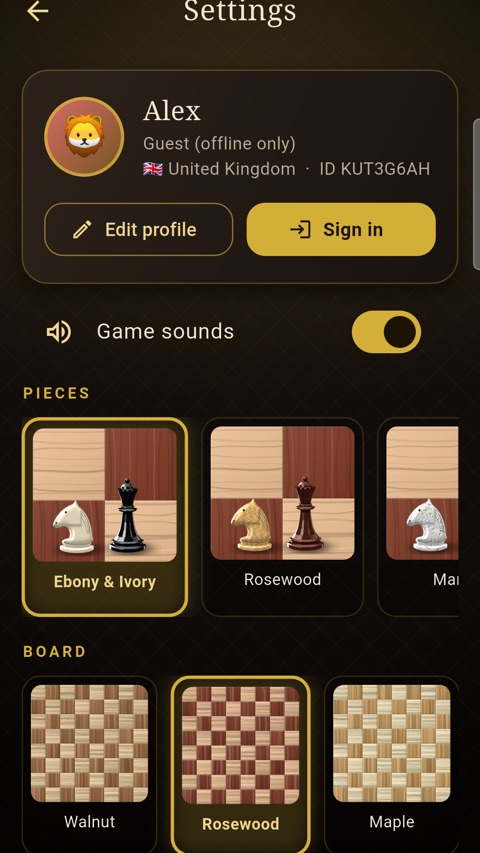 Settings
Alex
Guest (offline only)
🇬🇧 United Kingdom · ID KUT3G6AH
Edit profile
Sign in
Game sounds
PIECES
Ebony & Ivory
Rosewood
BOARD
Walnut
Rosewood
Maple